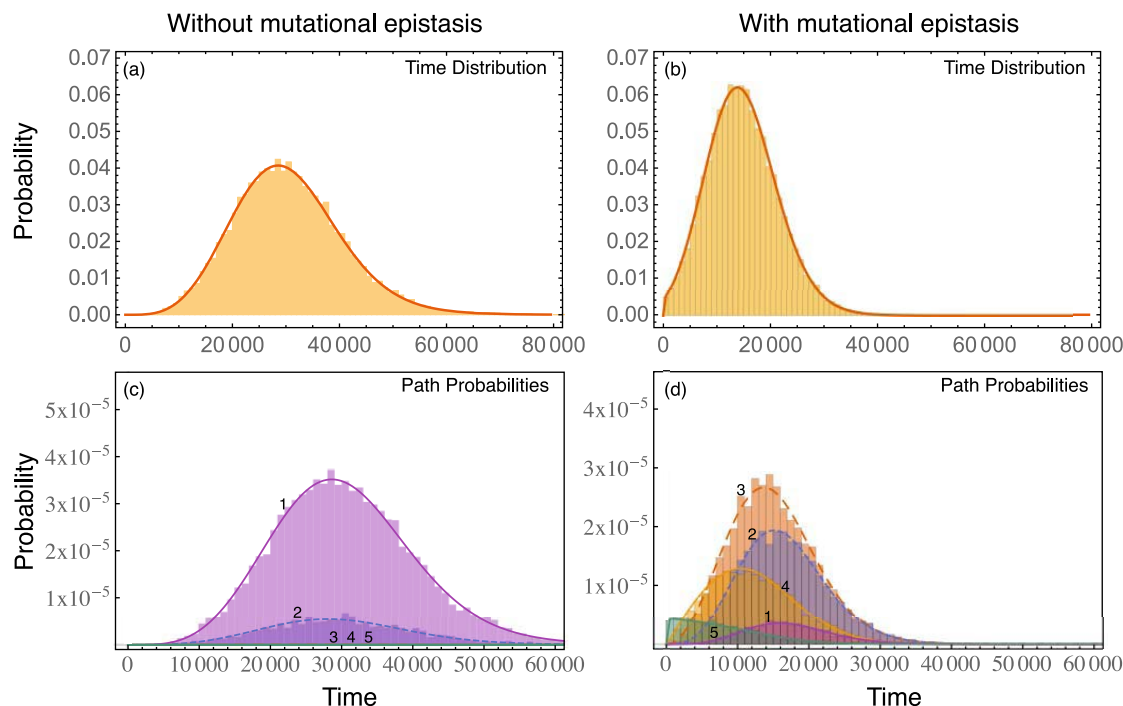 Without mutational epistasis
With mutational epistasis
(a)
Time Distribution
0.07
0.06
0.05
0.04
0.03
0.02
0.01
0.00
Probability
0
20 000
40 000
60 000
80 000
(b)
Time Distribution
0.07
0.06
0.05
0.04
0.03
0.02
0.01
0.00
0
20 000
40 000
60 000
80 000
(c)
Path Probabilities
5x10⁻⁵
4x10⁻⁵
3x10⁻⁵
2x10⁻⁵
1x10⁻⁵
Probability
1
2
3 4 5
0
10 000
20 000
30 000
40 000
50 000
60 000
Time
(d)
Path Probabilities
4x10⁻⁵
3x10⁻⁵
2x10⁻⁵
1x10⁻⁵
Probability
3
2
4
1
5
0
10 000
20 000
30 000
40 000
50 000
60 000
Time